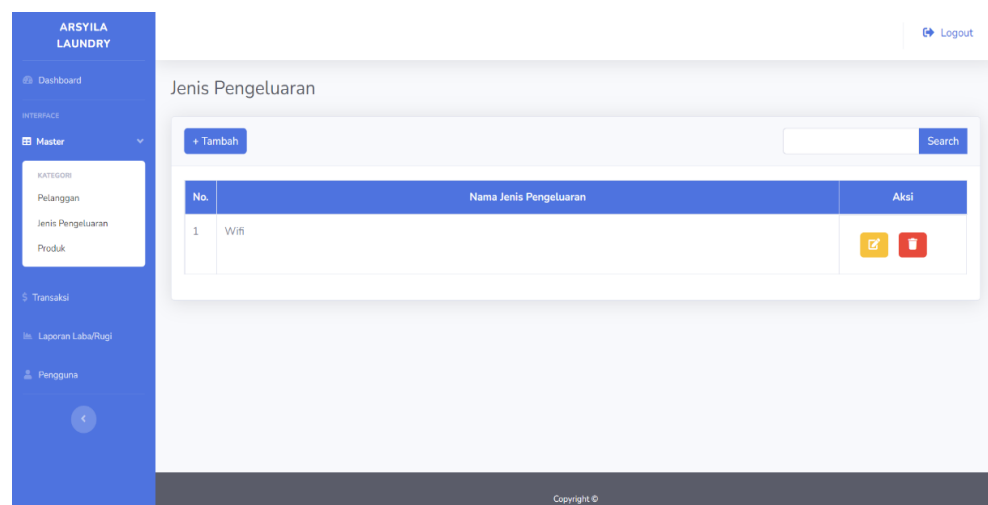 ARSYILA
LAUNDRY
Logout
Dashboard
INTERFACE
Master
KATEGORI
Pelanggan
Jenis Pengeluaran
Produk
$ Transaksi
Laporan Laba/Rugi
Pengguna
Jenis Pengeluaran
+ Tambah
Search
No. Nama Jenis Pengeluaran Aksi
1 Wifi
Copyright ©